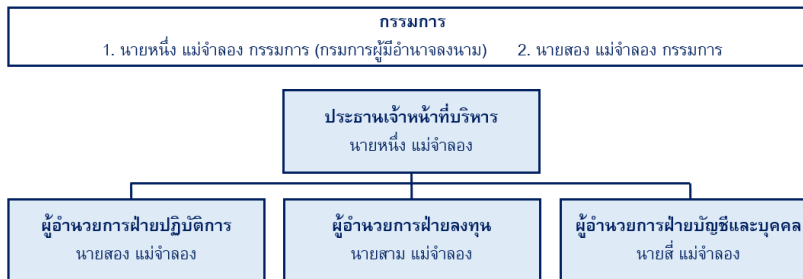 กรรมการ
1. นายหนึ่ง แม่จำลอง กรรมการ (กรมการผู้มีอำนาจลงนาม) 2. นายสอง แม่จำลอง กรรมการ
ประธานเจ้าหน้าที่บริหาร
นายหนึ่ง แม่จำลอง
ผู้อำนวยการฝ่ายปฏิบัติการ
นายสอง แม่จำลอง
ผู้อำนวยการฝ่ายลงทุน
นายสาม แม่จำลอง
ผู้อำนวยการฝ่ายบัญชีและบุคคล
นายสี่ แม่จำลอง